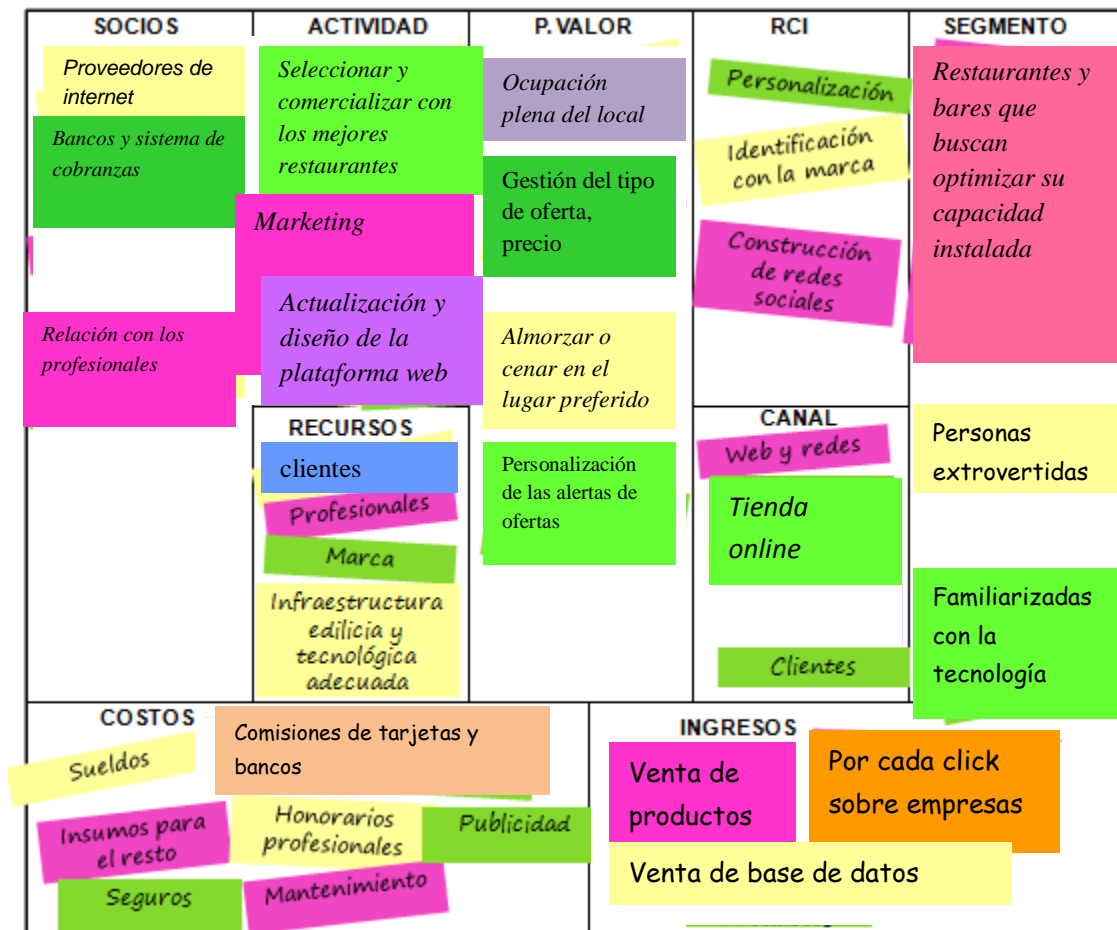 SOCIOS
Proveedores de
internet
Bancos y sistema de
cobranzas
Relación con los
profesionales
ACTIVIDAD
Seleccionar y
comercializar con
los mejores
restaurantes
Marketing
Actualización y
diseño de la
plataforma web
RECURSOS
clientes
Profesionales
Marca
Infraestructura
edilicia y
tecnológica
adecuada
P. VALOR
Ocupación
plena del local
Gestión del tipo
de oferta,
precio
Almorzar o
cenar en el
lugar preferido
Personalización
de las alertas de
ofertas
RCI
Personalización
Identificación
con la marca
Construcción
de redes
sociales
CANAL
Web y redes
Tienda
online
Clientes
SEGMENTO
Restaurantes y
bares que
buscan
optimizar su
capacidad
instalada
Personas
extrovertidas
Familiarizadas
con la
tecnología
COSTOS
Sueldos
Comisiones de tarjetas y
bancos
Insumos para
el resto
Honorarios
profesionales
Publicidad
Seguros
Mantenimiento
INGRESOS
Venta de
productos
Por cada click
sobre empresas
Venta de base de datos